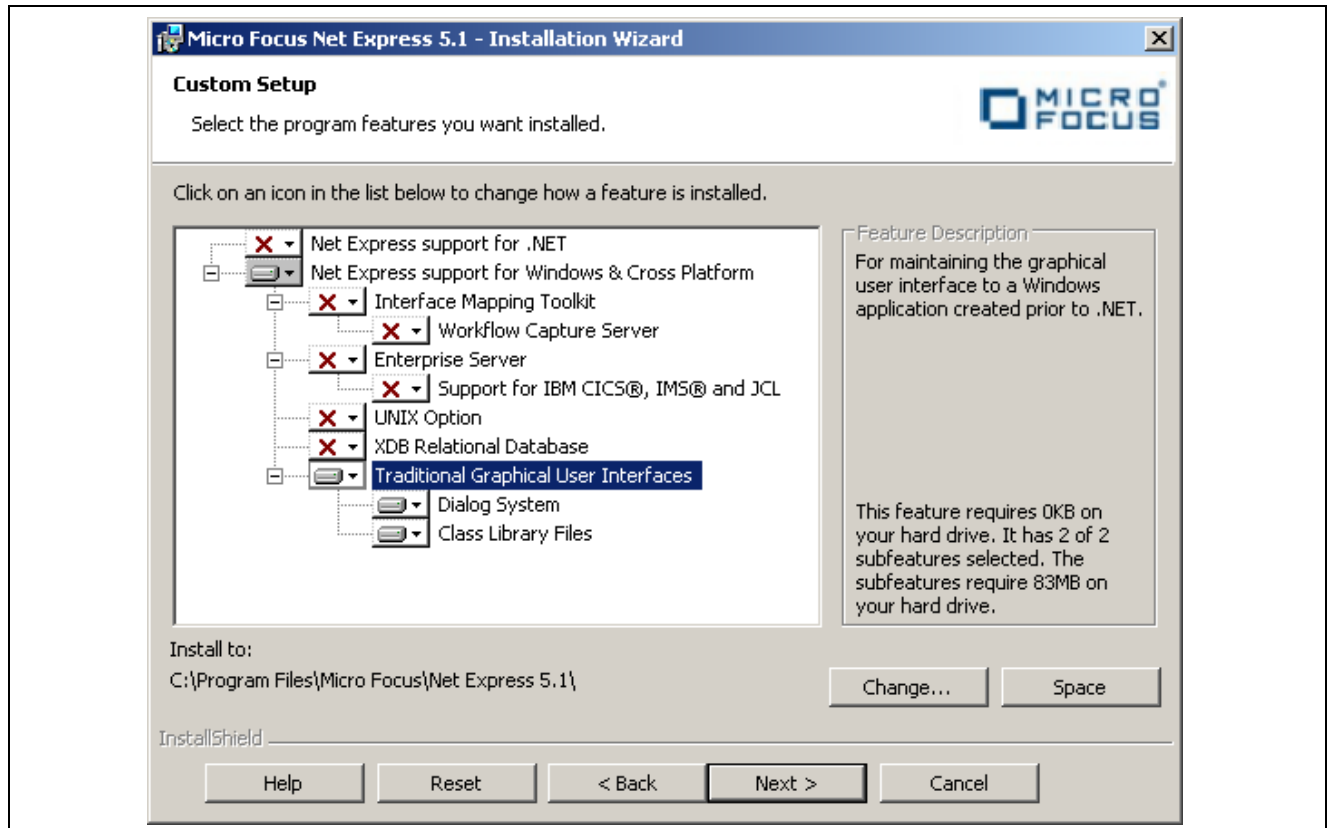 Micro Focus Net Express 5.1 - Installation Wizard
Custom Setup
Select the program features you want installed.
MICRO
FOCUS
Click on an icon in the list below to change how a feature is installed.
Net Express support for .NET
Net Express support for Windows & Cross Platform
Interface Mapping Toolkit
Workflow Capture Server
Enterprise Server
Support for IBM CICS®, IMS® and JCL
UNIX Option
XDB Relational Database
Traditional Graphical User Interfaces
Dialog System
Class Library Files
Feature Description
For maintaining the graphical
user interface to a Windows
application created prior to .NET.
This feature requires 0KB on
your hard drive. It has 2 of 2
subfeatures selected. The
subfeatures require 83MB on
your hard drive.
Install to:
C:\Program Files\Micro Focus\Net Express 5.1\
Change...
Space
InstallShield
Help
Reset
< Back
Next >
Cancel